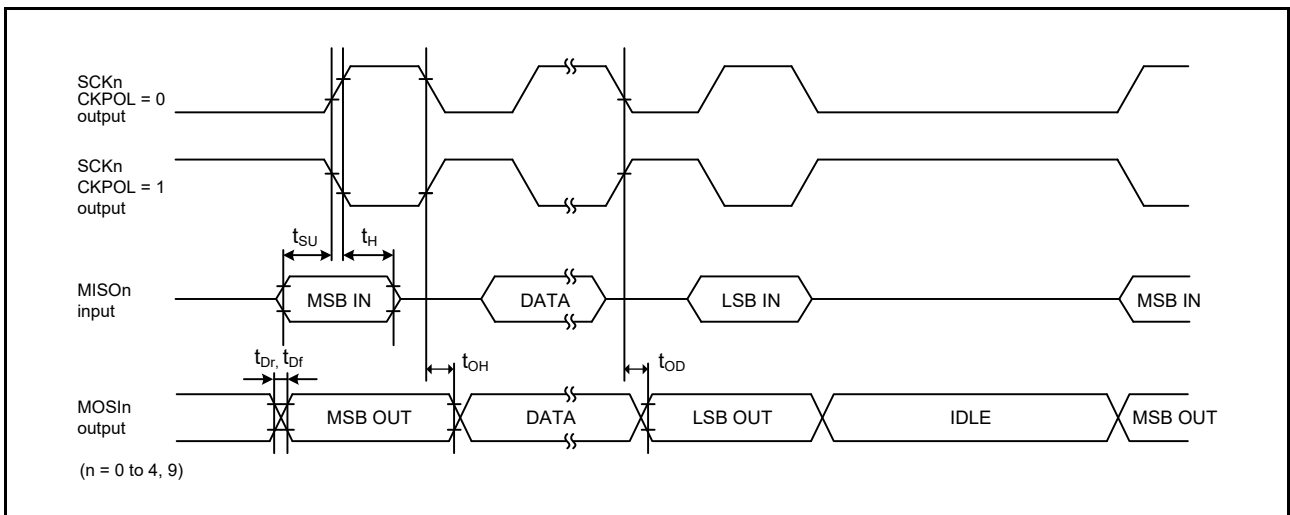 SCKn
CKPOL = 0
output
SCKn
CKPOL = 1
output
tSU
tH
MISOn
input
MSB IN
DATA
LSB IN
MSB IN
tDr, tDf
tOH
tOD
MOSIn
output
MSB OUT
DATA
LSB OUT
IDLE
MSB OUT
(n = 0 to 4, 9)